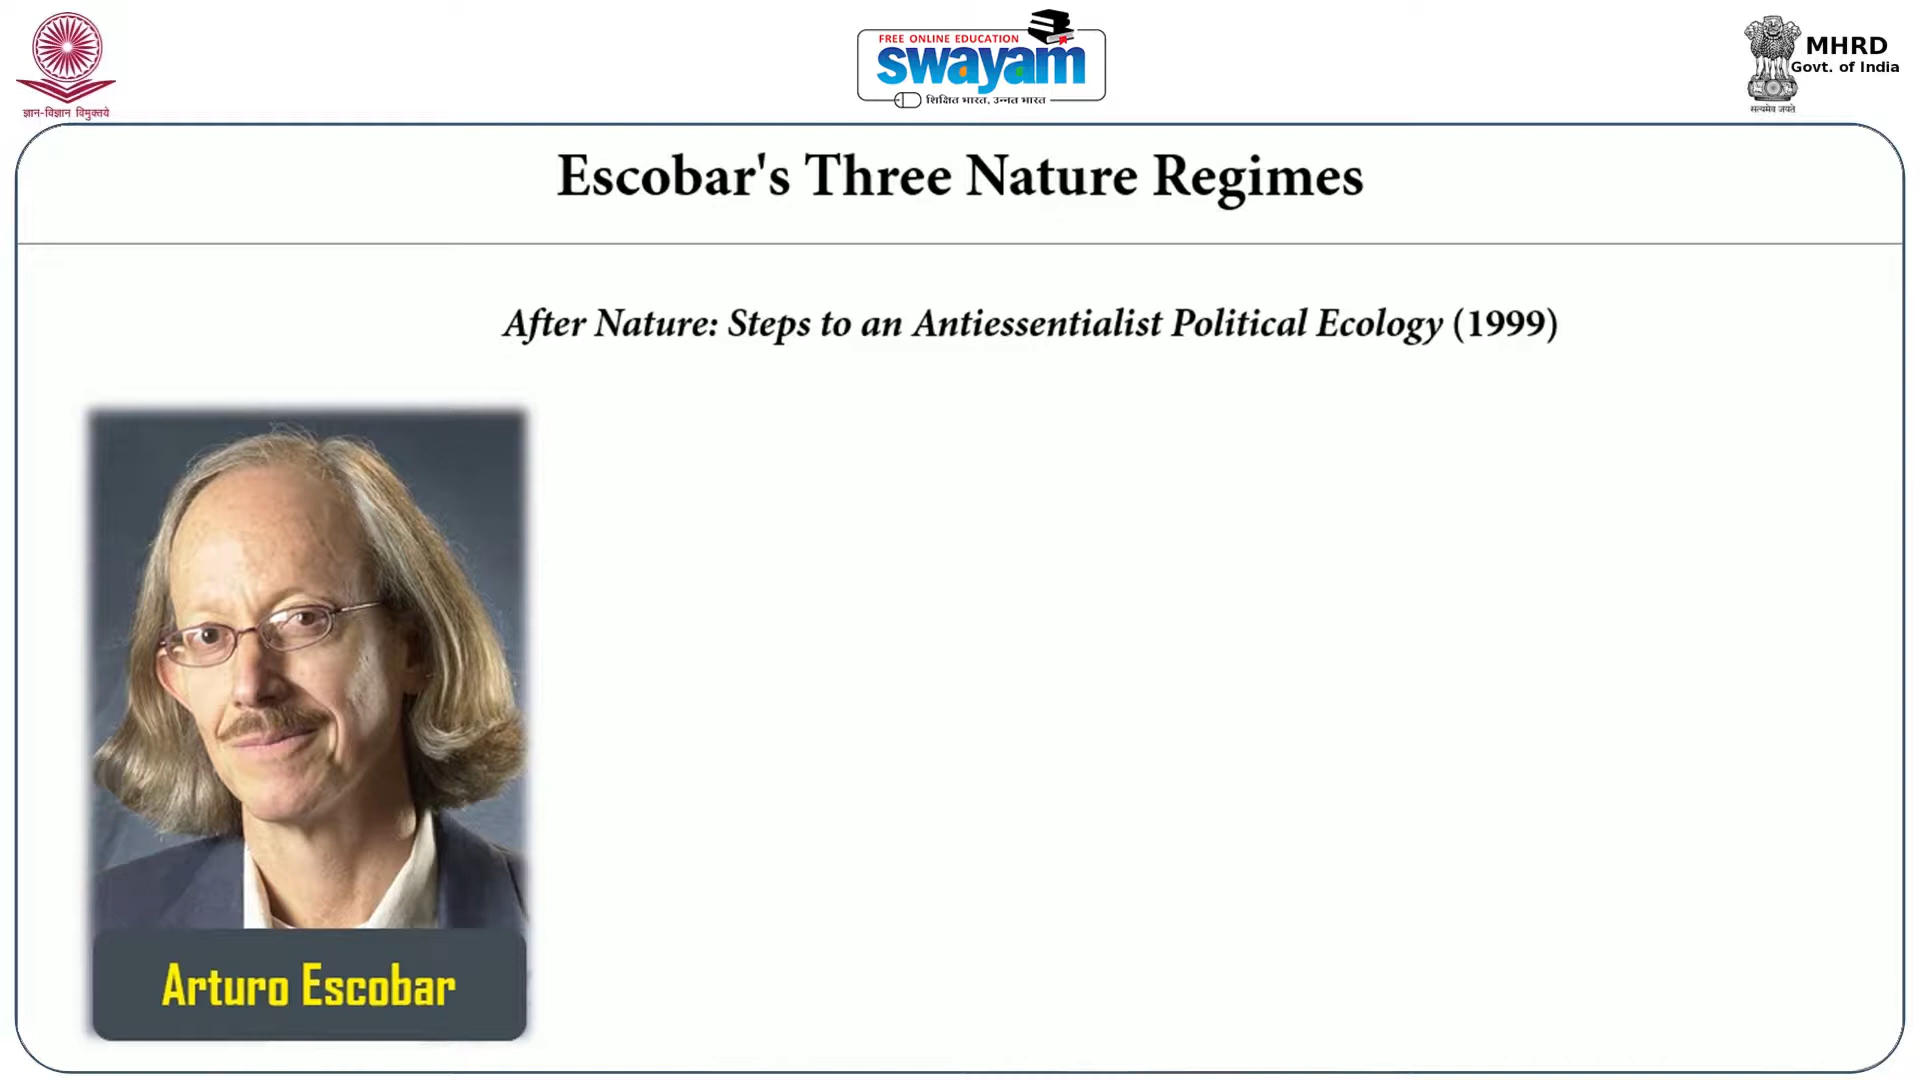 ज्ञान-विज्ञान विमुक्तये
FREE ONLINE EDUCATION
swayam
शिक्षित भारत, उन्नत भारत
MHRD
Govt. of India
सत्यमेव जयते
Escobar's Three Nature Regimes
After Nature: Steps to an Antiessentialist Political Ecology (1999)
Arturo Escobar